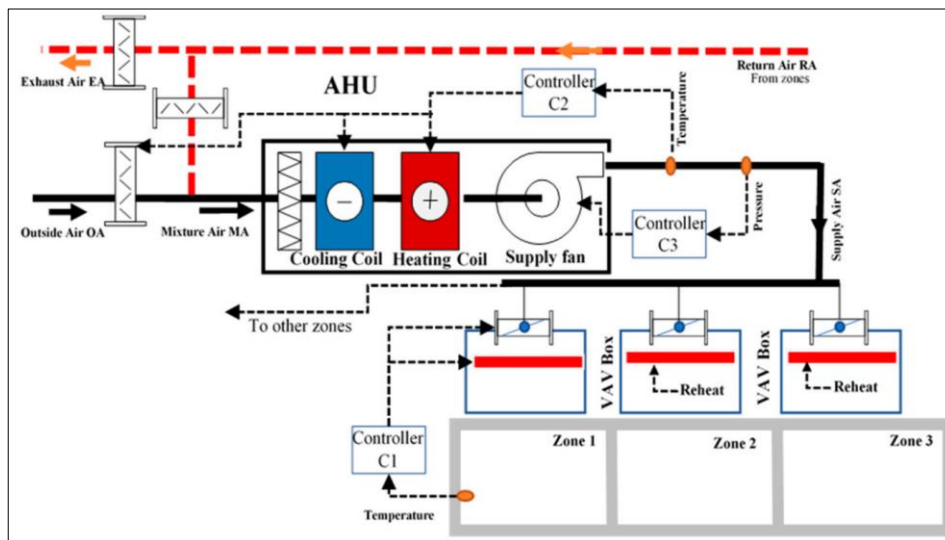 Exhaust Air EA
Return Air RA
From zones
AHU
Controller
C2
Temperature
Outside Air OA
Mixture Air MA
Cooling Coil
−
Heating Coil
+
Supply fan
Controller
C3
Pressure
Supply Air SA
To other zones
VAV Box
Reheat
VAV Box
Reheat
Controller
C1
Temperature
Zone 1
Zone 2
Zone 3